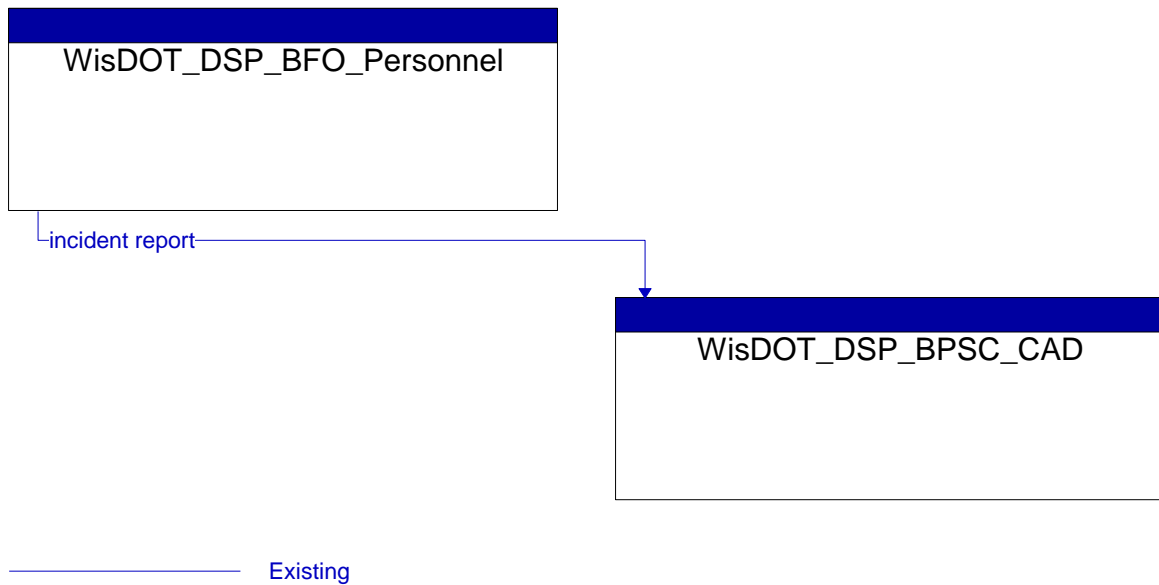 WisDOT_DSP_BFO_Personnel
incident report
WisDOT_DSP_BPSC_CAD
Existing